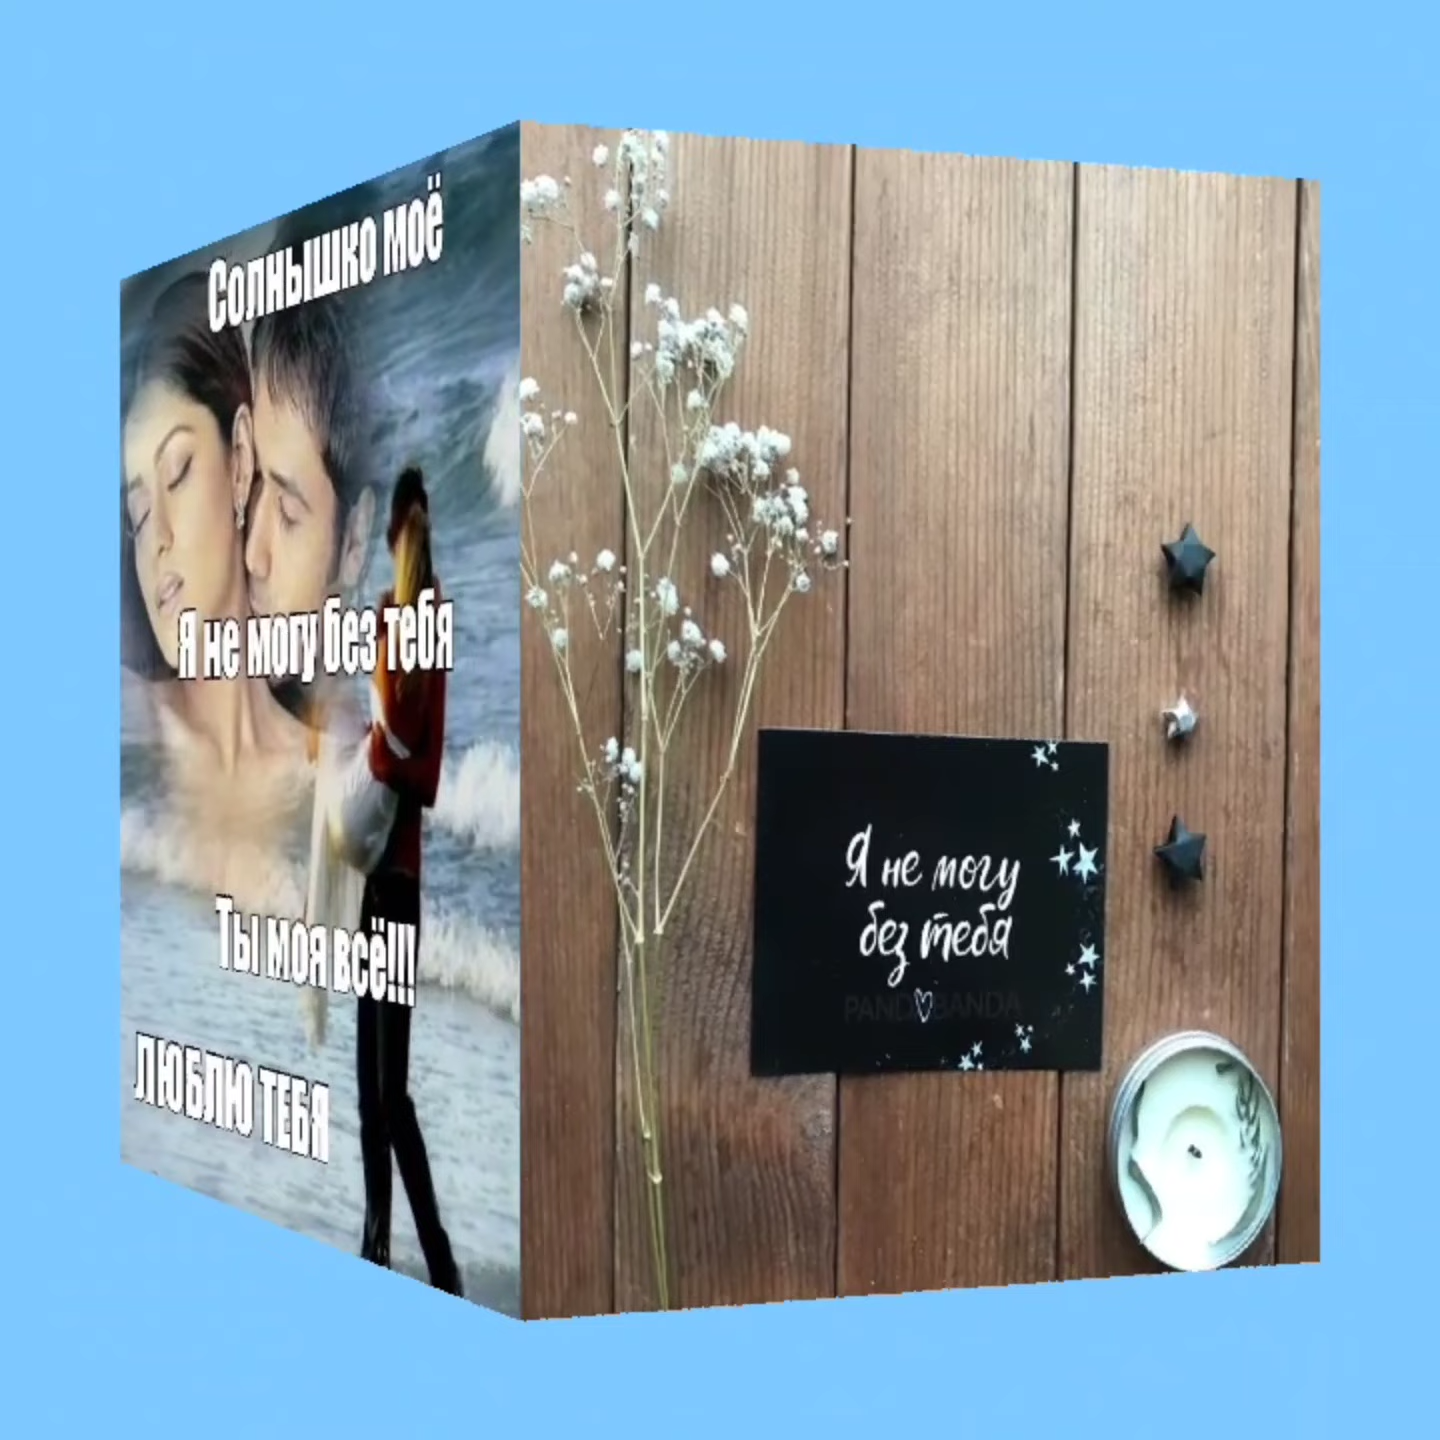 Солнышко моё
Я не могу без тебя
Ты моя всё!!!
ЛЮБЛЮ ТЕБЯ
Я не могу
без тебя
PANDABANDA